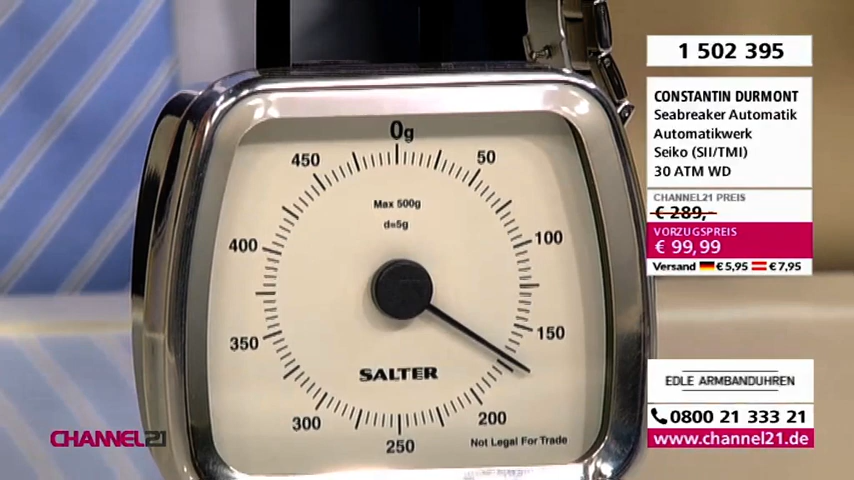 1 502 395
CONSTANTIN DURMONT
Seabreaker Automatik
Automatikwerk
Seiko (SII/TMI)
30 ATM WD
CHANNEL21 PREIS
€ 289,-
VORZUGSPREIS
€ 99,99
Versand € 5,95 € 7,95
0g
50
100
150
200
250
300
350
400
450
Max 500g
d=5g
SALTER
Not Legal For Trade
EDLE ARMBANDUHREN
0800 21 333 21
www.channel21.de
CHANNEL21